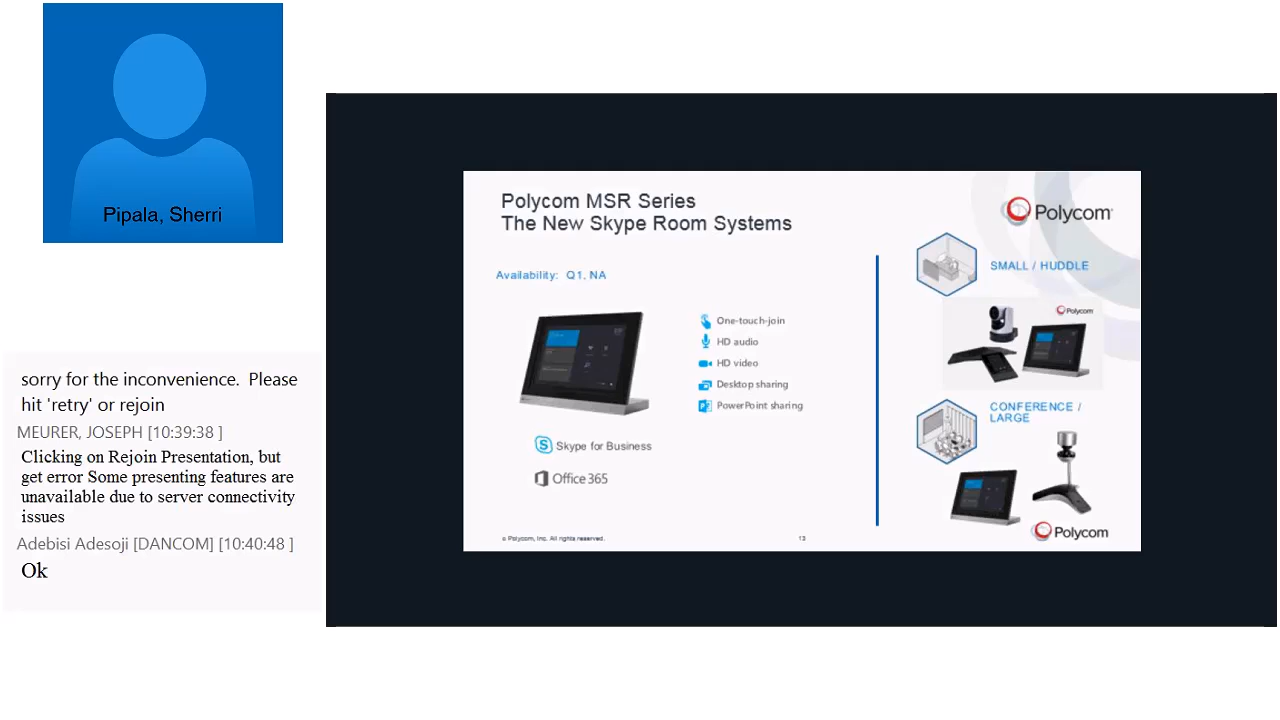 Pipala, Sherri
sorry for the inconvenience.  Please
hit 'retry' or rejoin
MEURER, JOSEPH [10:39:38 ]
Clicking on Rejoin Presentation, but
get error Some presenting features are
unavailable due to server connectivity
issues
Adebisi Adesoji [DANCOM] [10:40:48 ]
Ok
Polycom MSR Series
The New Skype Room Systems
Polycom
Availability:  Q1, NA
One-touch-join
HD audio
HD video
Desktop sharing
PowerPoint sharing
Skype for Business
Office 365
SMALL / HUDDLE
Polycom
CONFERENCE /
LARGE
Polycom
© Polycom, Inc. All rights reserved.
13